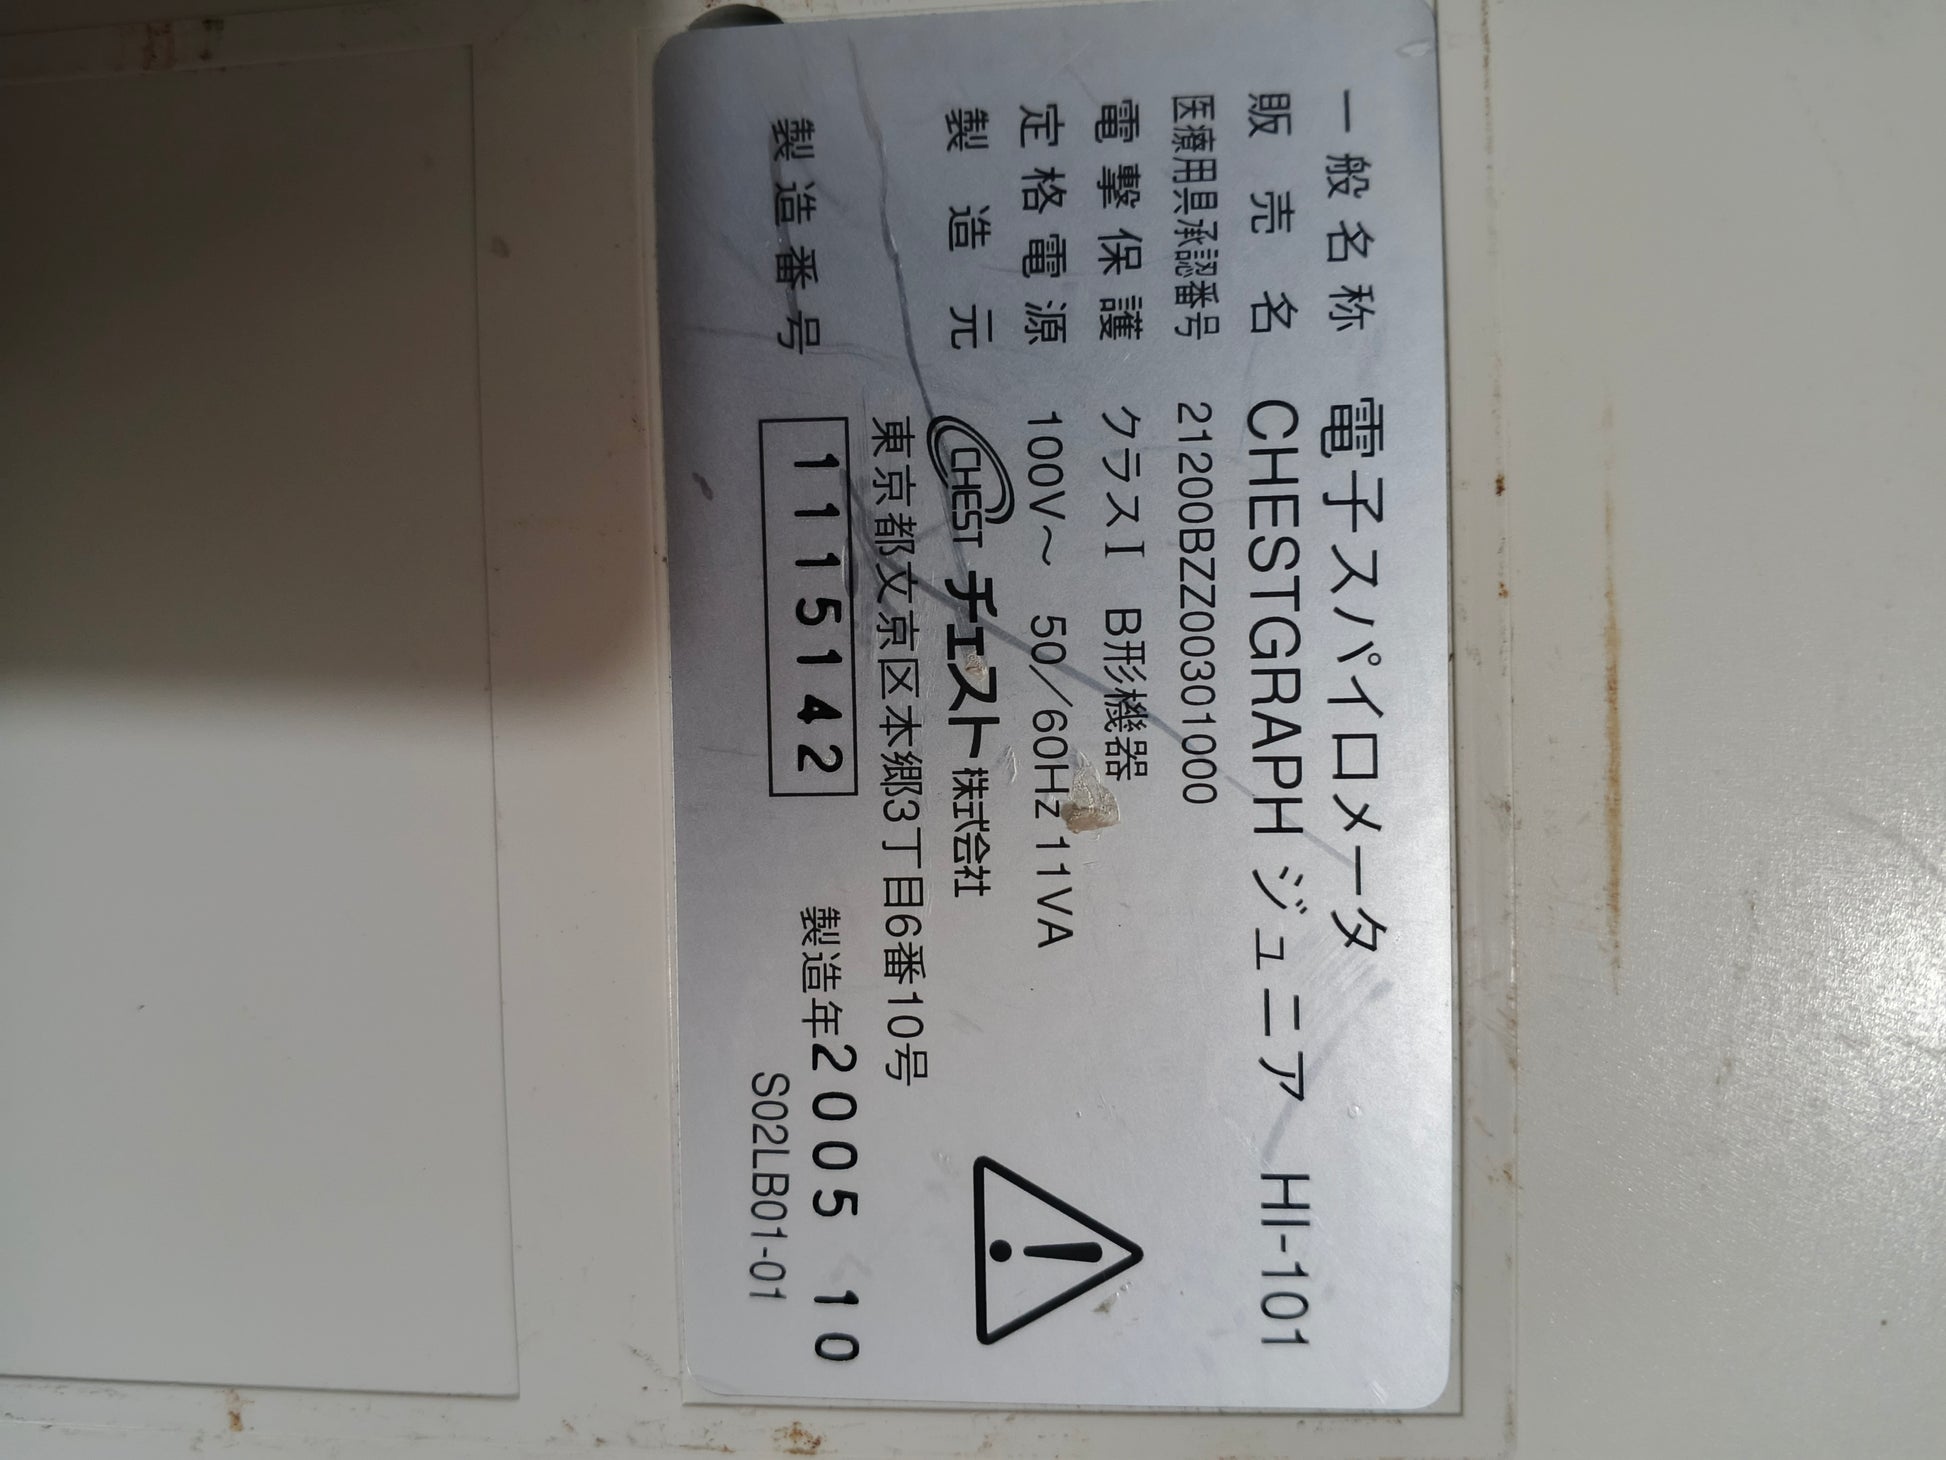 一般名称 電子スパイロメータ
販売名 CHESTGRAPH ジュニア HI-101
医療用具承認番号 21200BZZ00301000
電撃保護 クラスⅠ B形機器
定格電源 100V〜 50／60Hz 11VA
製造元 CHEST チェスト株式会社
東京都文京区本郷3丁目6番10号
製造番号 1115142 製造年2005 10
S02LB01-01